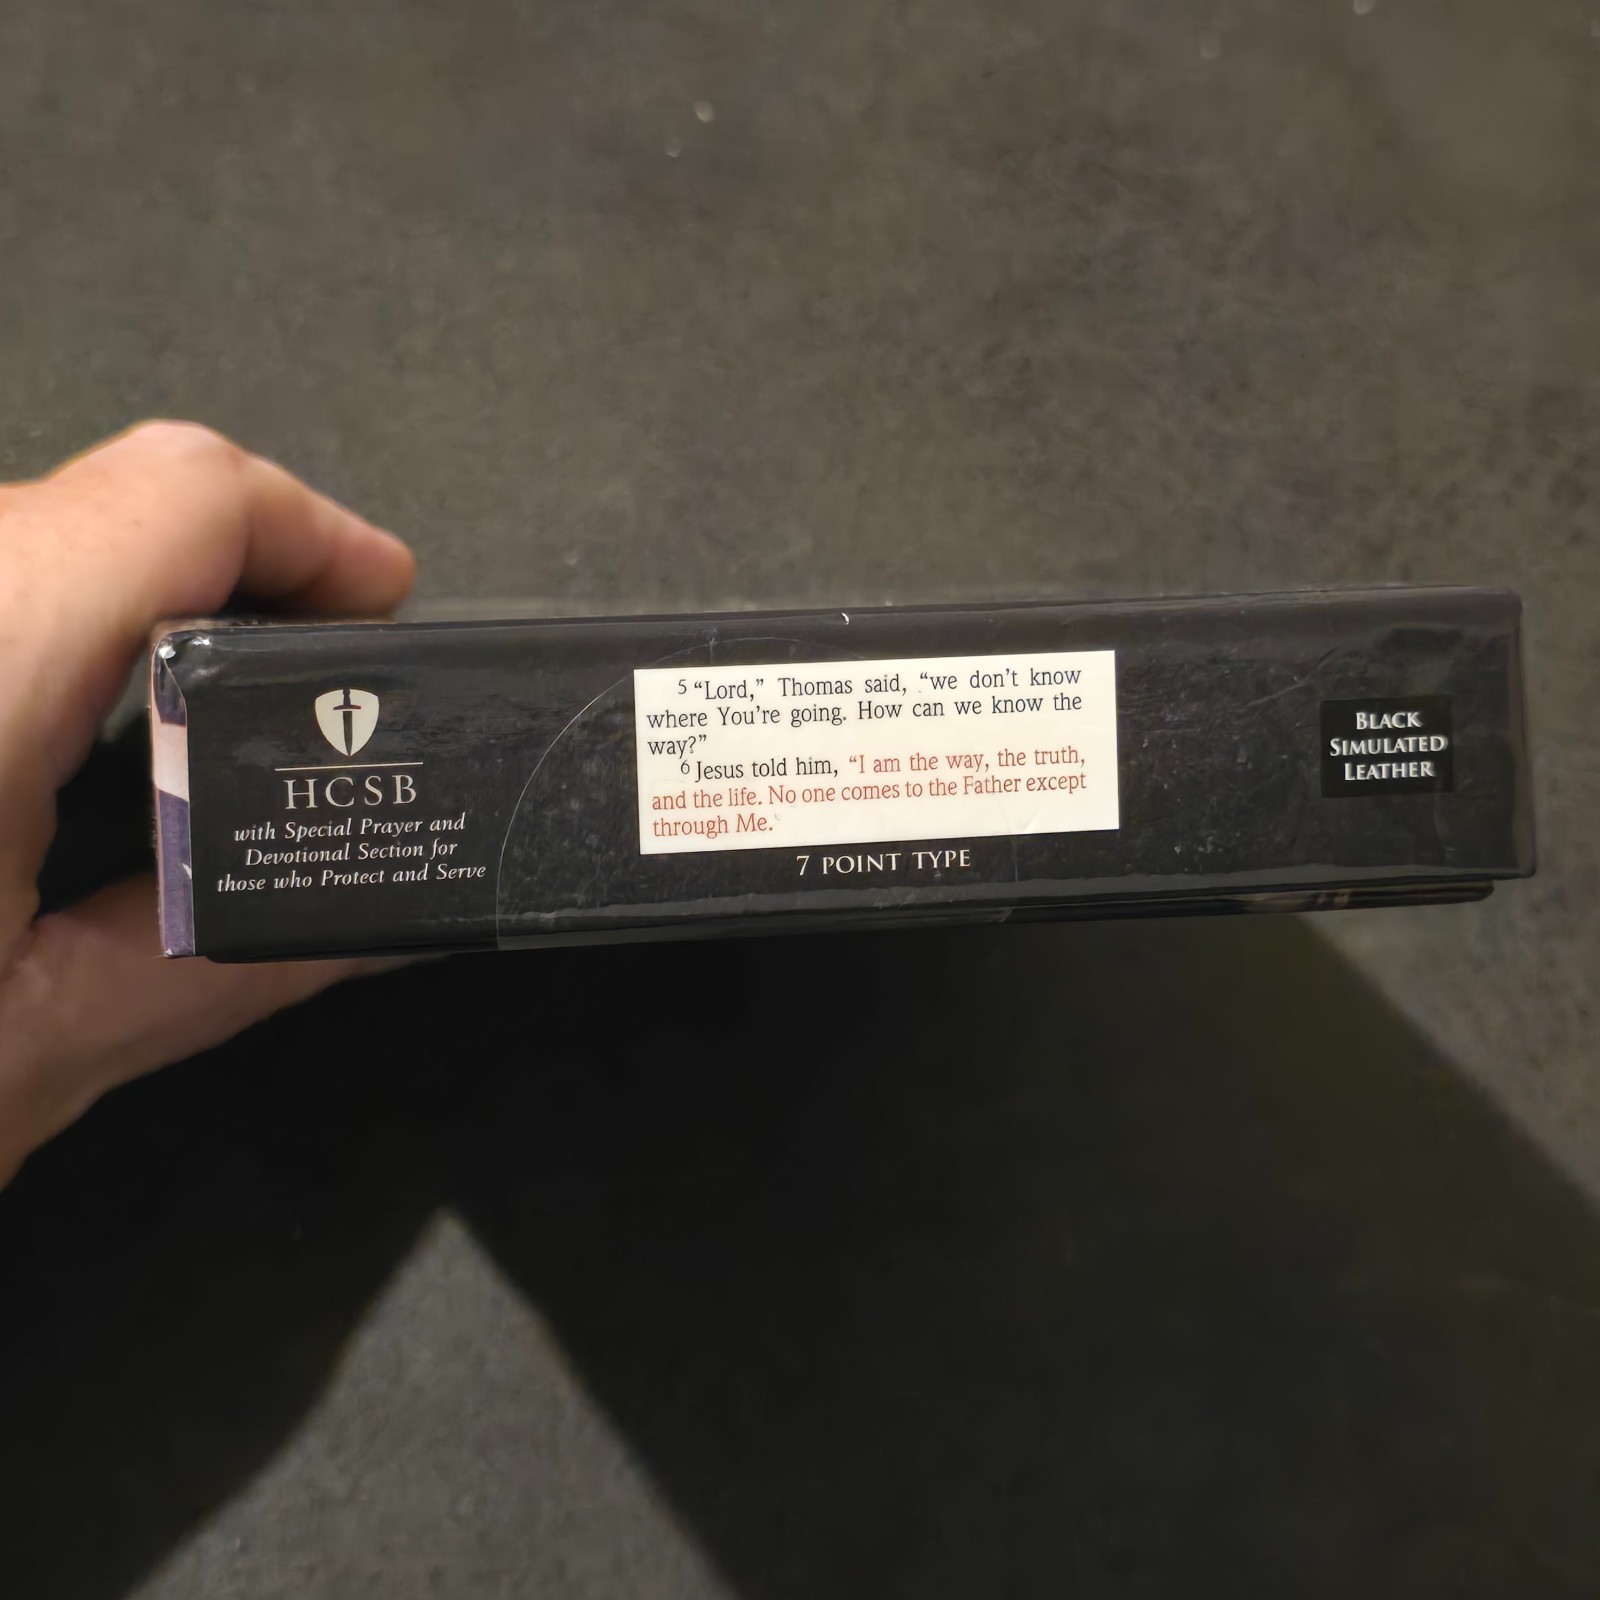 HCSB
with Special Prayer and
Devotional Section for
those who Protect and Serve
5 “Lord,” Thomas said, “we don’t know
where You’re going. How can we know the
way?”
6 Jesus told him, “I am the way, the truth,
and the life. No one comes to the Father except
through Me.
7 POINT TYPE
BLACK
SIMULATED
LEATHER